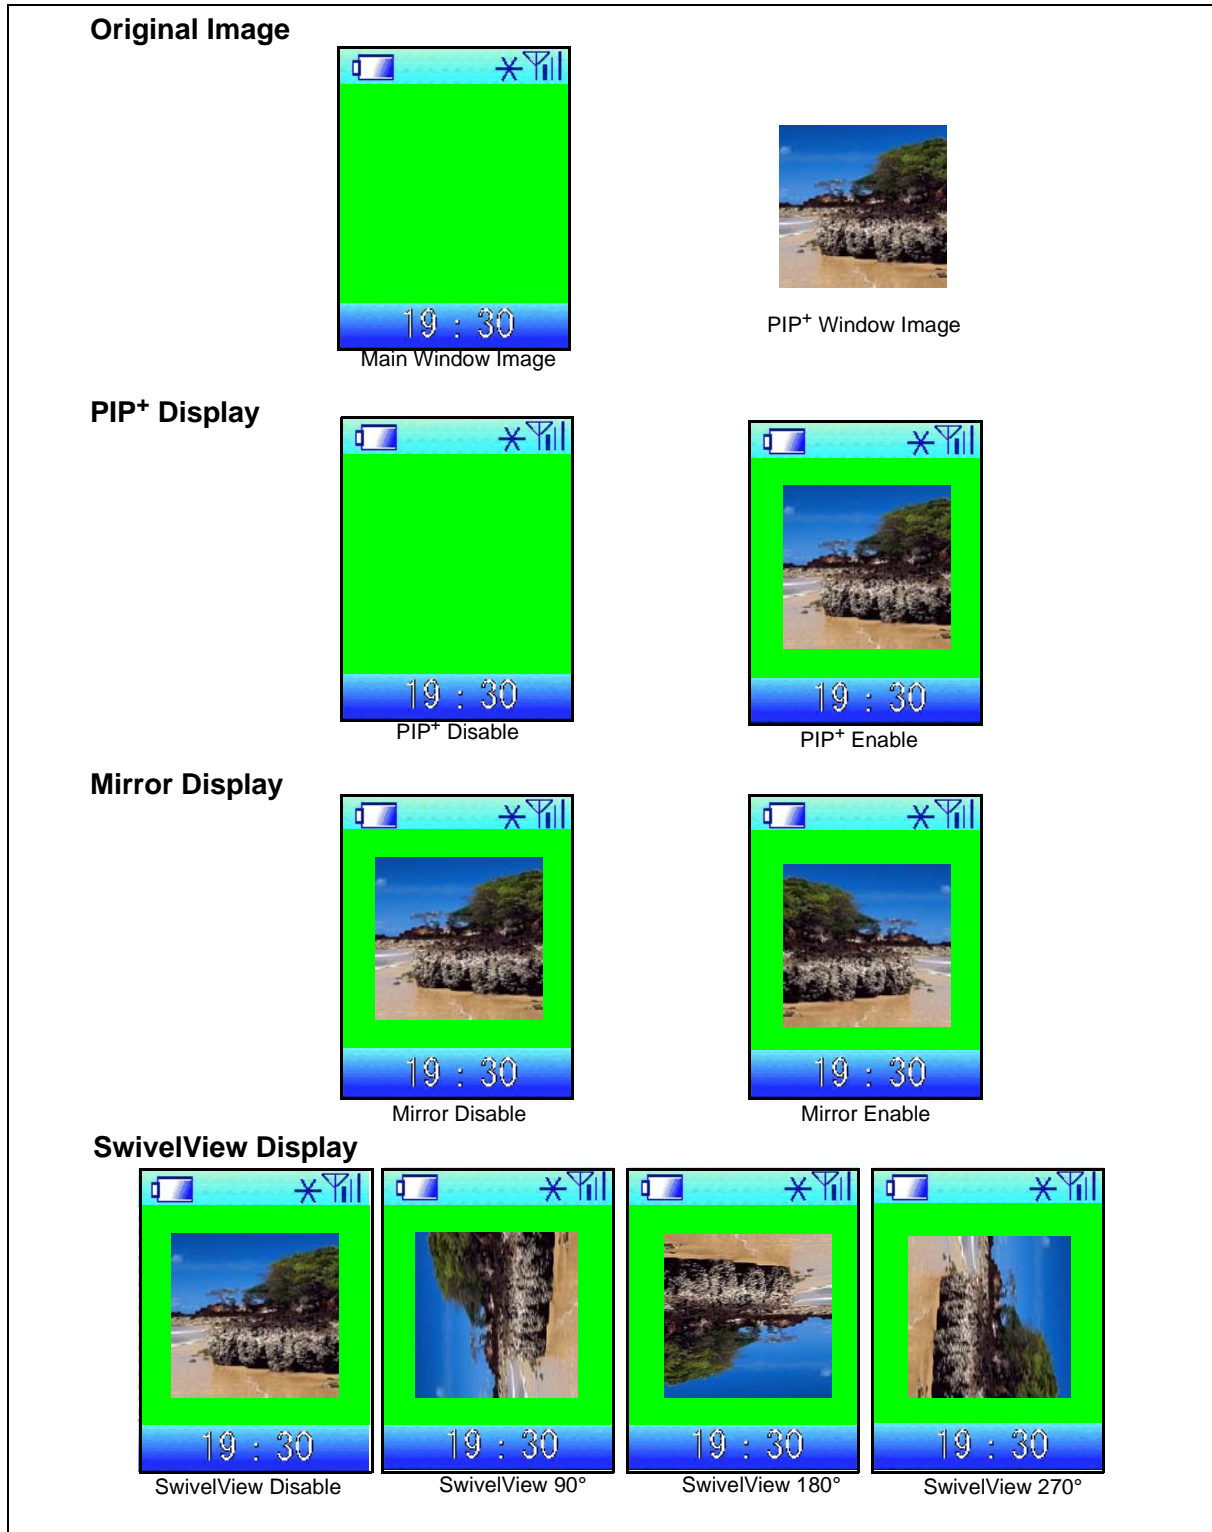 Original Image
19 : 30
Main Window Image
PIP+ Window Image
PIP+ Display
19 : 30
PIP+ Disable
19 : 30
PIP+ Enable
Mirror Display
19 : 30
Mirror Disable
19 : 30
Mirror Enable
SwivelView Display
19 : 30
SwivelView Disable
19 : 30
SwivelView 90°
19 : 30
SwivelView 180°
19 : 30
SwivelView 270°